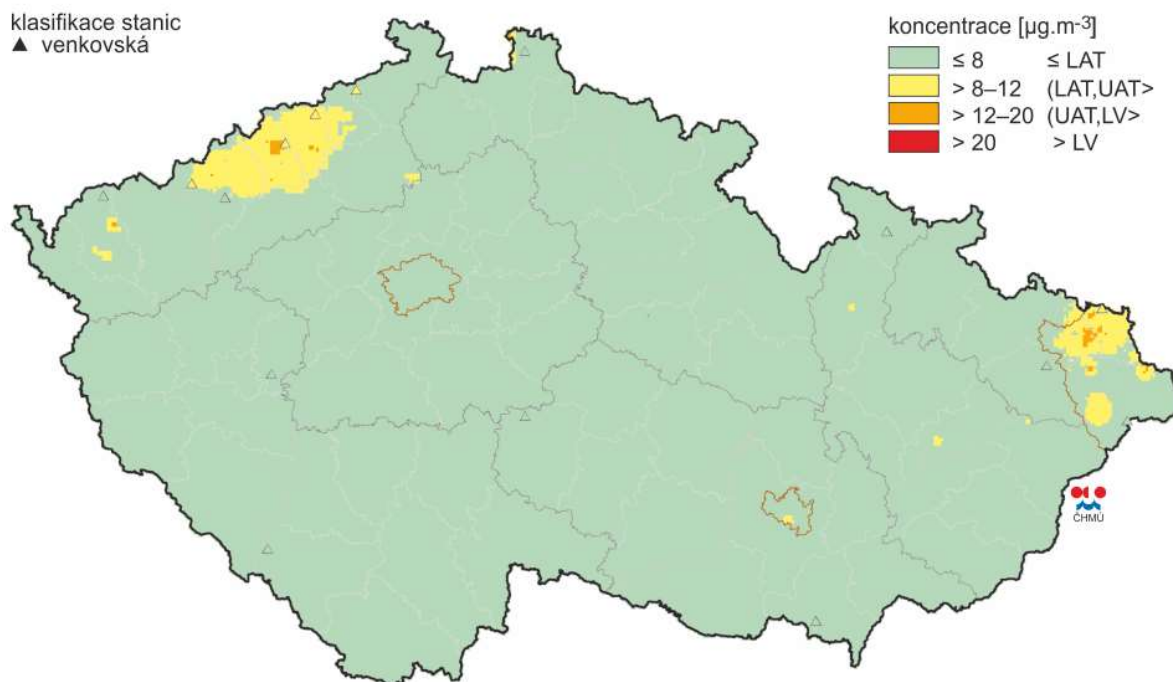 klasifikace stanic
▲ venkovská
koncentrace [µg.m-3]
≤ 8 ≤ LAT
> 8–12 (LAT,UAT>
> 12–20 (UAT,LV>
> 20 > LV
ČHMÚ